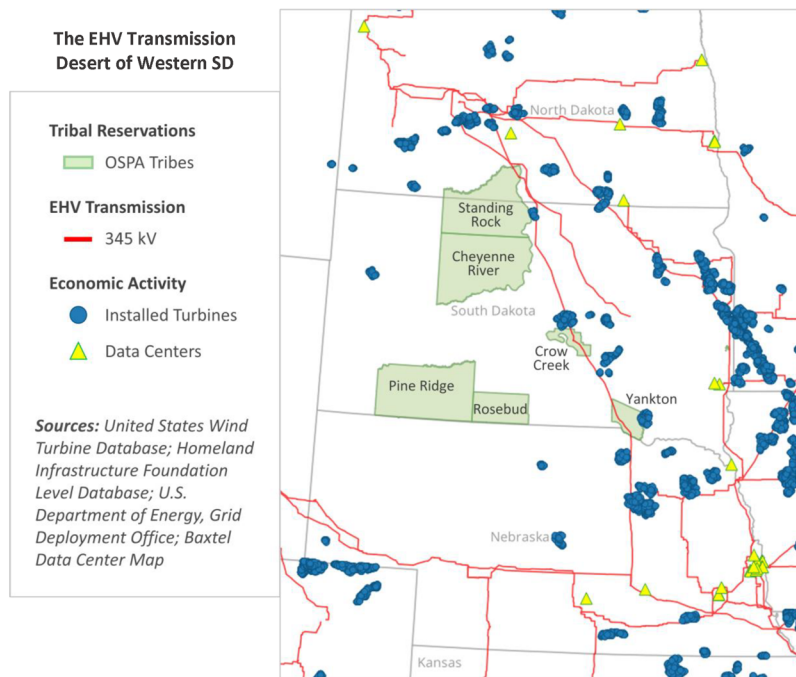 The EHV Transmission
Desert of Western SD
Tribal Reservations
OSPA Tribes
EHV Transmission
345 kV
Economic Activity
Installed Turbines
Data Centers
Sources: United States Wind
Turbine Database; Homeland
Infrastructure Foundation
Level Database; U.S.
Department of Energy, Grid
Deployment Office; Baxtel
Data Center Map
North Dakota
Standing
Rock
Cheyenne
River
South Dakota
Crow
Creek
Pine Ridge
Rosebud
Yankton
Nebraska
Kansas